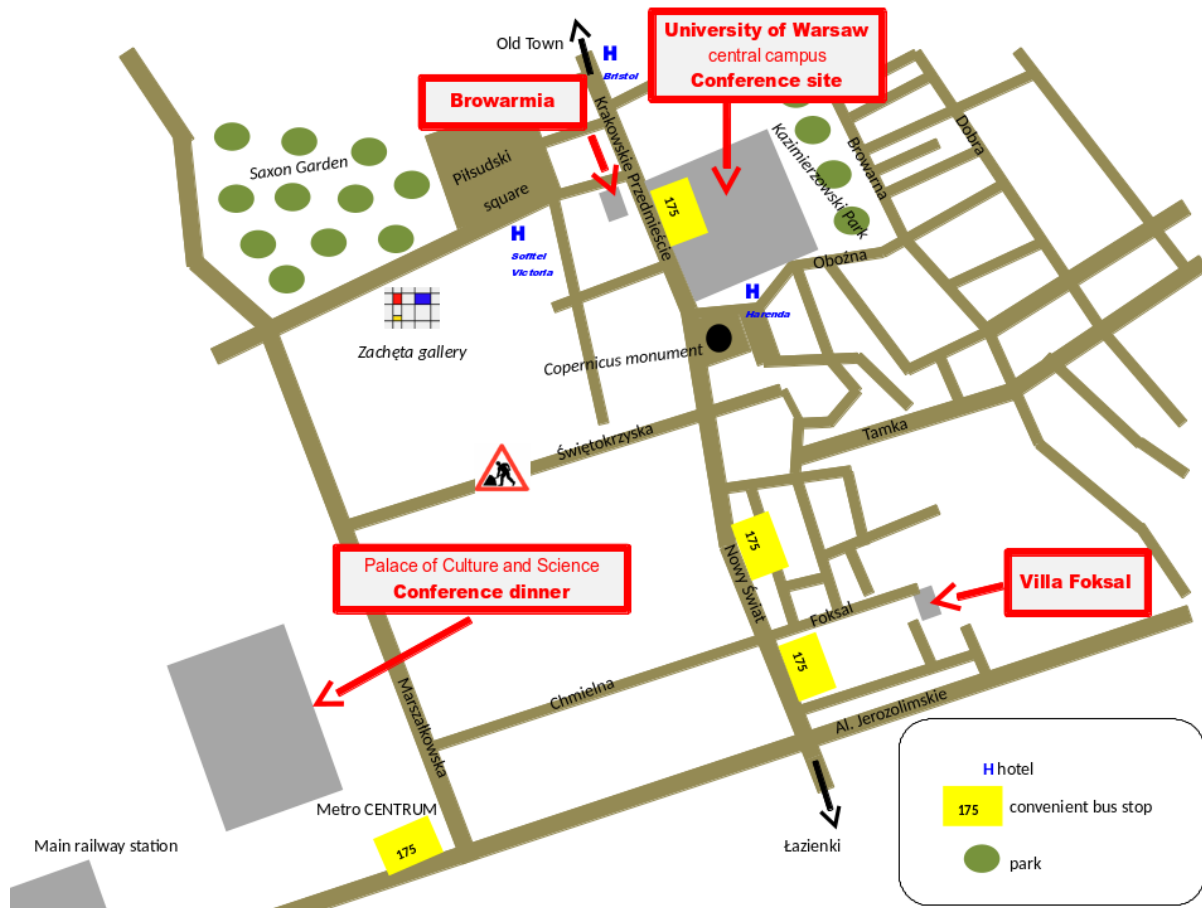 Old Town
H
Bristol
University of Warsaw
central campus
Conference site
Browarmia
Krakowskie Przedmieście
Kazimierzowski Park
Browarna
Dobra
Saxon Garden
Piłsudski
square
175
H
Sofitel
Victoria
Oboźna
H
Harenda
Zachęta gallery
Copernicus monument
Świętokrzyska
Tamka
175
Nowy Świat
Palace of Culture and Science
Conference dinner
Villa Foksal
Foksal
175
Chmielna
Marszałkowska
Al. Jerozolimskie
Metro CENTRUM
175
Main railway station
Łazienki
H hotel
175 convenient bus stop
park